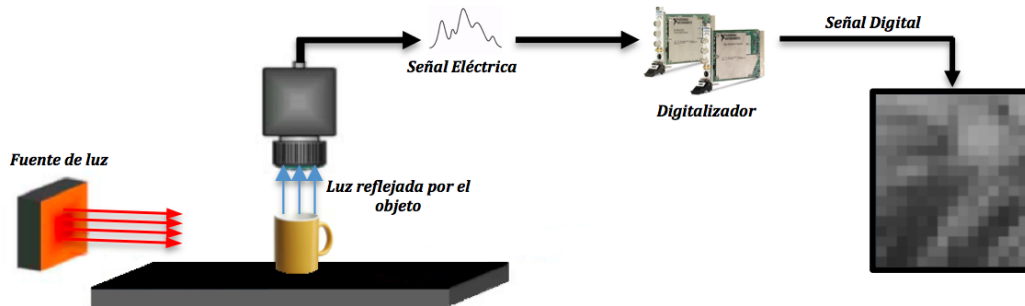 Señal Eléctrica
Digitalizador
Señal Digital
Fuente de luz
Luz reflejada por el
objeto